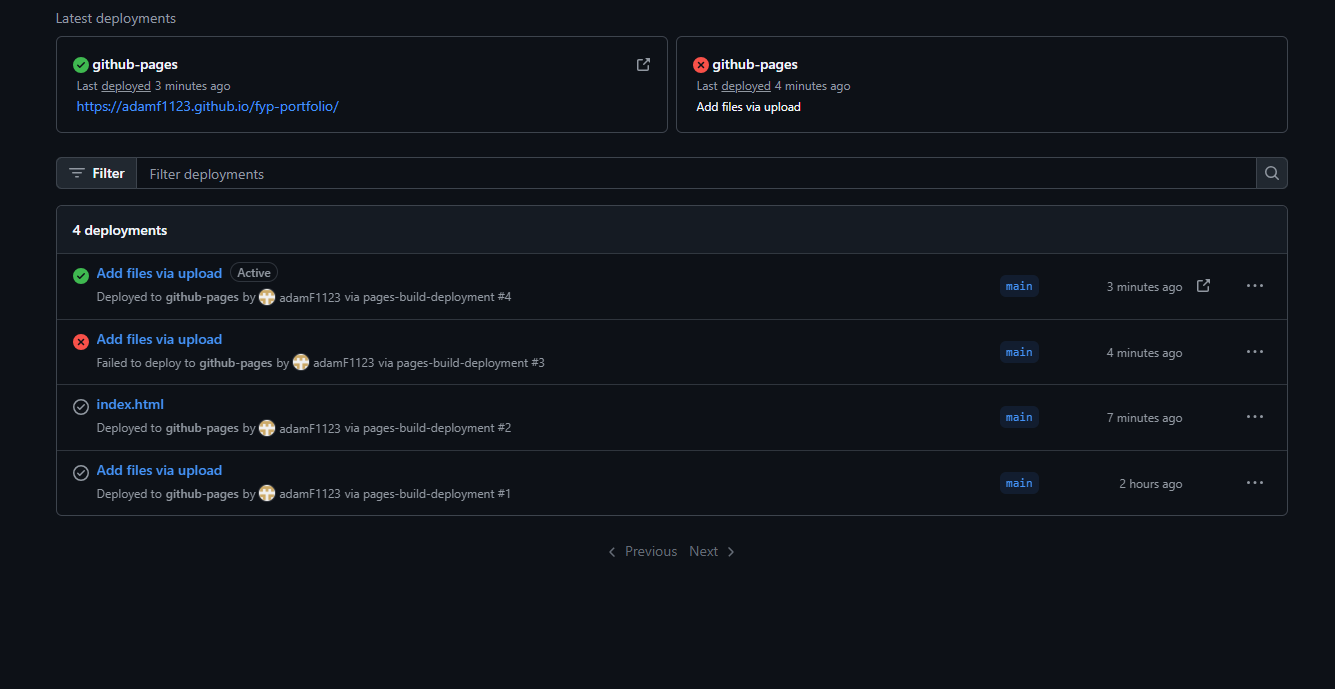 Latest deployments
github-pages
Last deployed 3 minutes ago
https://adamf1123.github.io/fyp-portfolio/
github-pages
Last deployed 4 minutes ago
Add files via upload
Filter
Filter deployments
4 deployments
Add files via upload Active
Deployed to github-pages by adamF1123 via pages-build-deployment #4
main
3 minutes ago
Add files via upload
Failed to deploy to github-pages by adamF1123 via pages-build-deployment #3
main
4 minutes ago
index.html
Deployed to github-pages by adamF1123 via pages-build-deployment #2
main
7 minutes ago
Add files via upload
Deployed to github-pages by adamF1123 via pages-build-deployment #1
main
2 hours ago
Previous Next